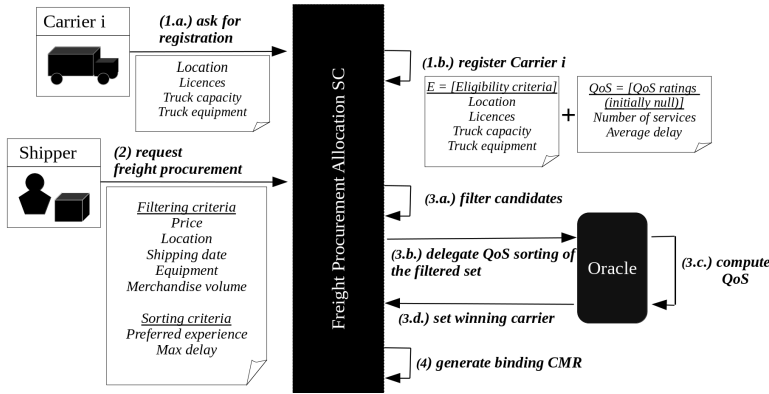 Carrier i
(1.a.) ask for
registration
Location
Licences
Truck capacity
Truck equipment
Freight Procurement Allocation SC
(1.b.) register Carrier i
E = [Eligibility criteria]
Location
Licences
Truck capacity
Truck equipment
+
QoS = [QoS ratings
(initially null)]
Number of services
Average delay
Shipper
(2) request
freight procurement
Filtering criteria
Price
Location
Shipping date
Equipment
Merchandise volume
Sorting criteria
Preferred experience
Max delay
(3.a.) filter candidates
(3.b.) delegate QoS sorting of
the filtered set
Oracle
(3.c.) compute
QoS
(3.d.) set winning carrier
(4) generate binding CMR